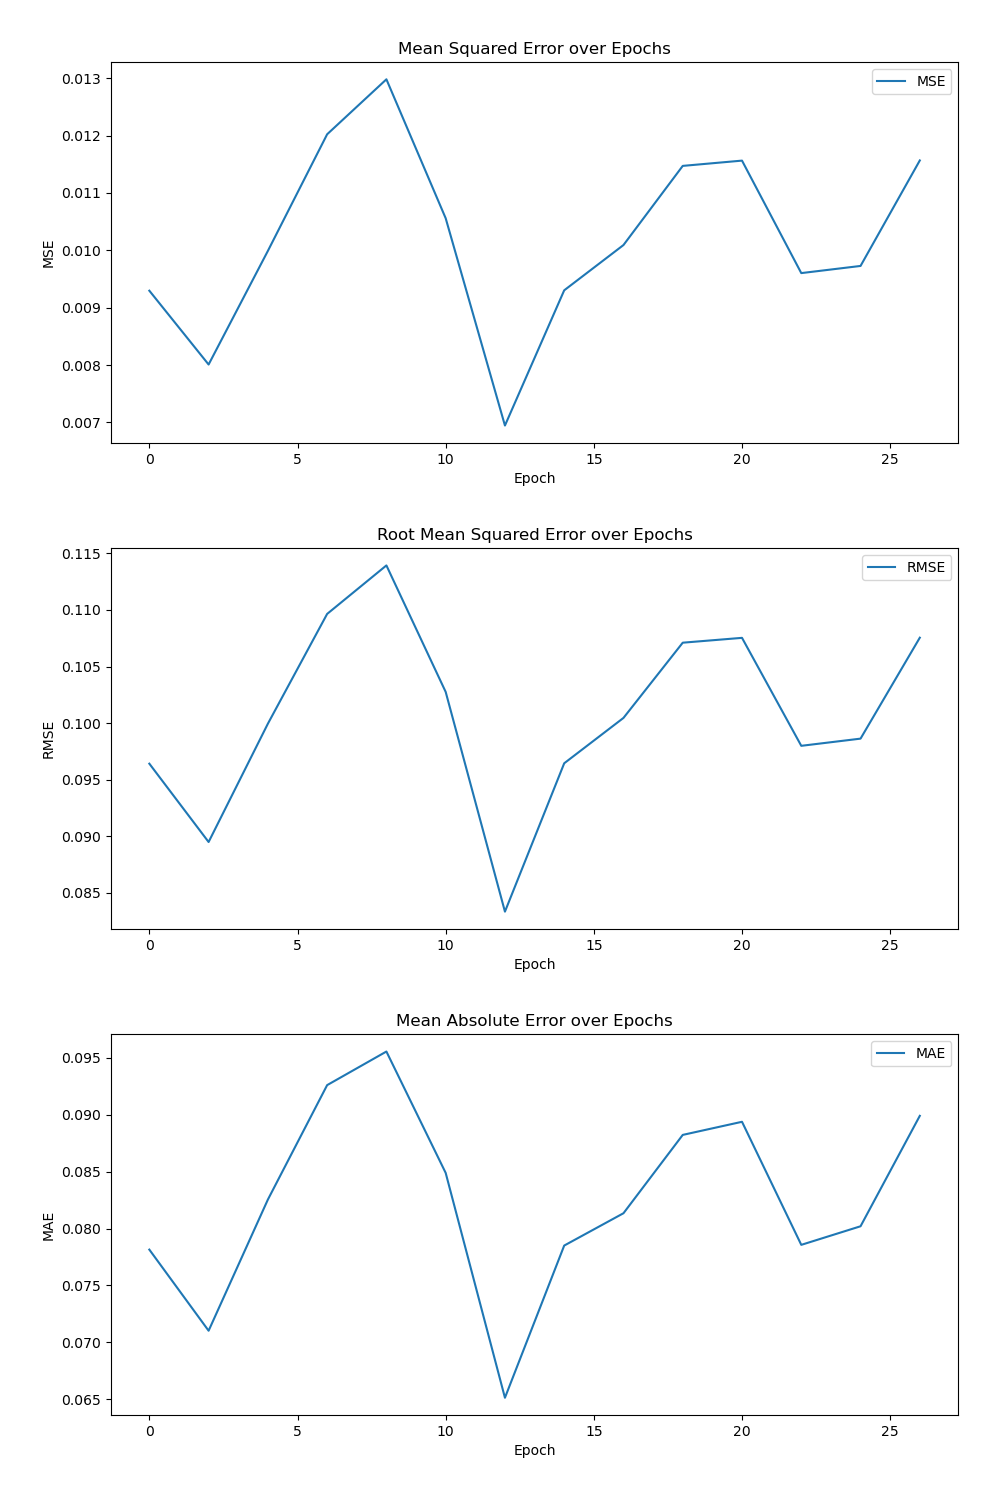 Mean Squared Error over Epochs
MSE
0.013
0.012
0.011
0.010
0.009
0.008
0.007
MSE
0 5 10 15 20 25
Epoch
Root Mean Squared Error over Epochs
RMSE
0.115
0.110
0.105
0.100
0.095
0.090
0.085
RMSE
0 5 10 15 20 25
Epoch
Mean Absolute Error over Epochs
MAE
0.095
0.090
0.085
0.080
0.075
0.070
0.065
MAE
0 5 10 15 20 25
Epoch